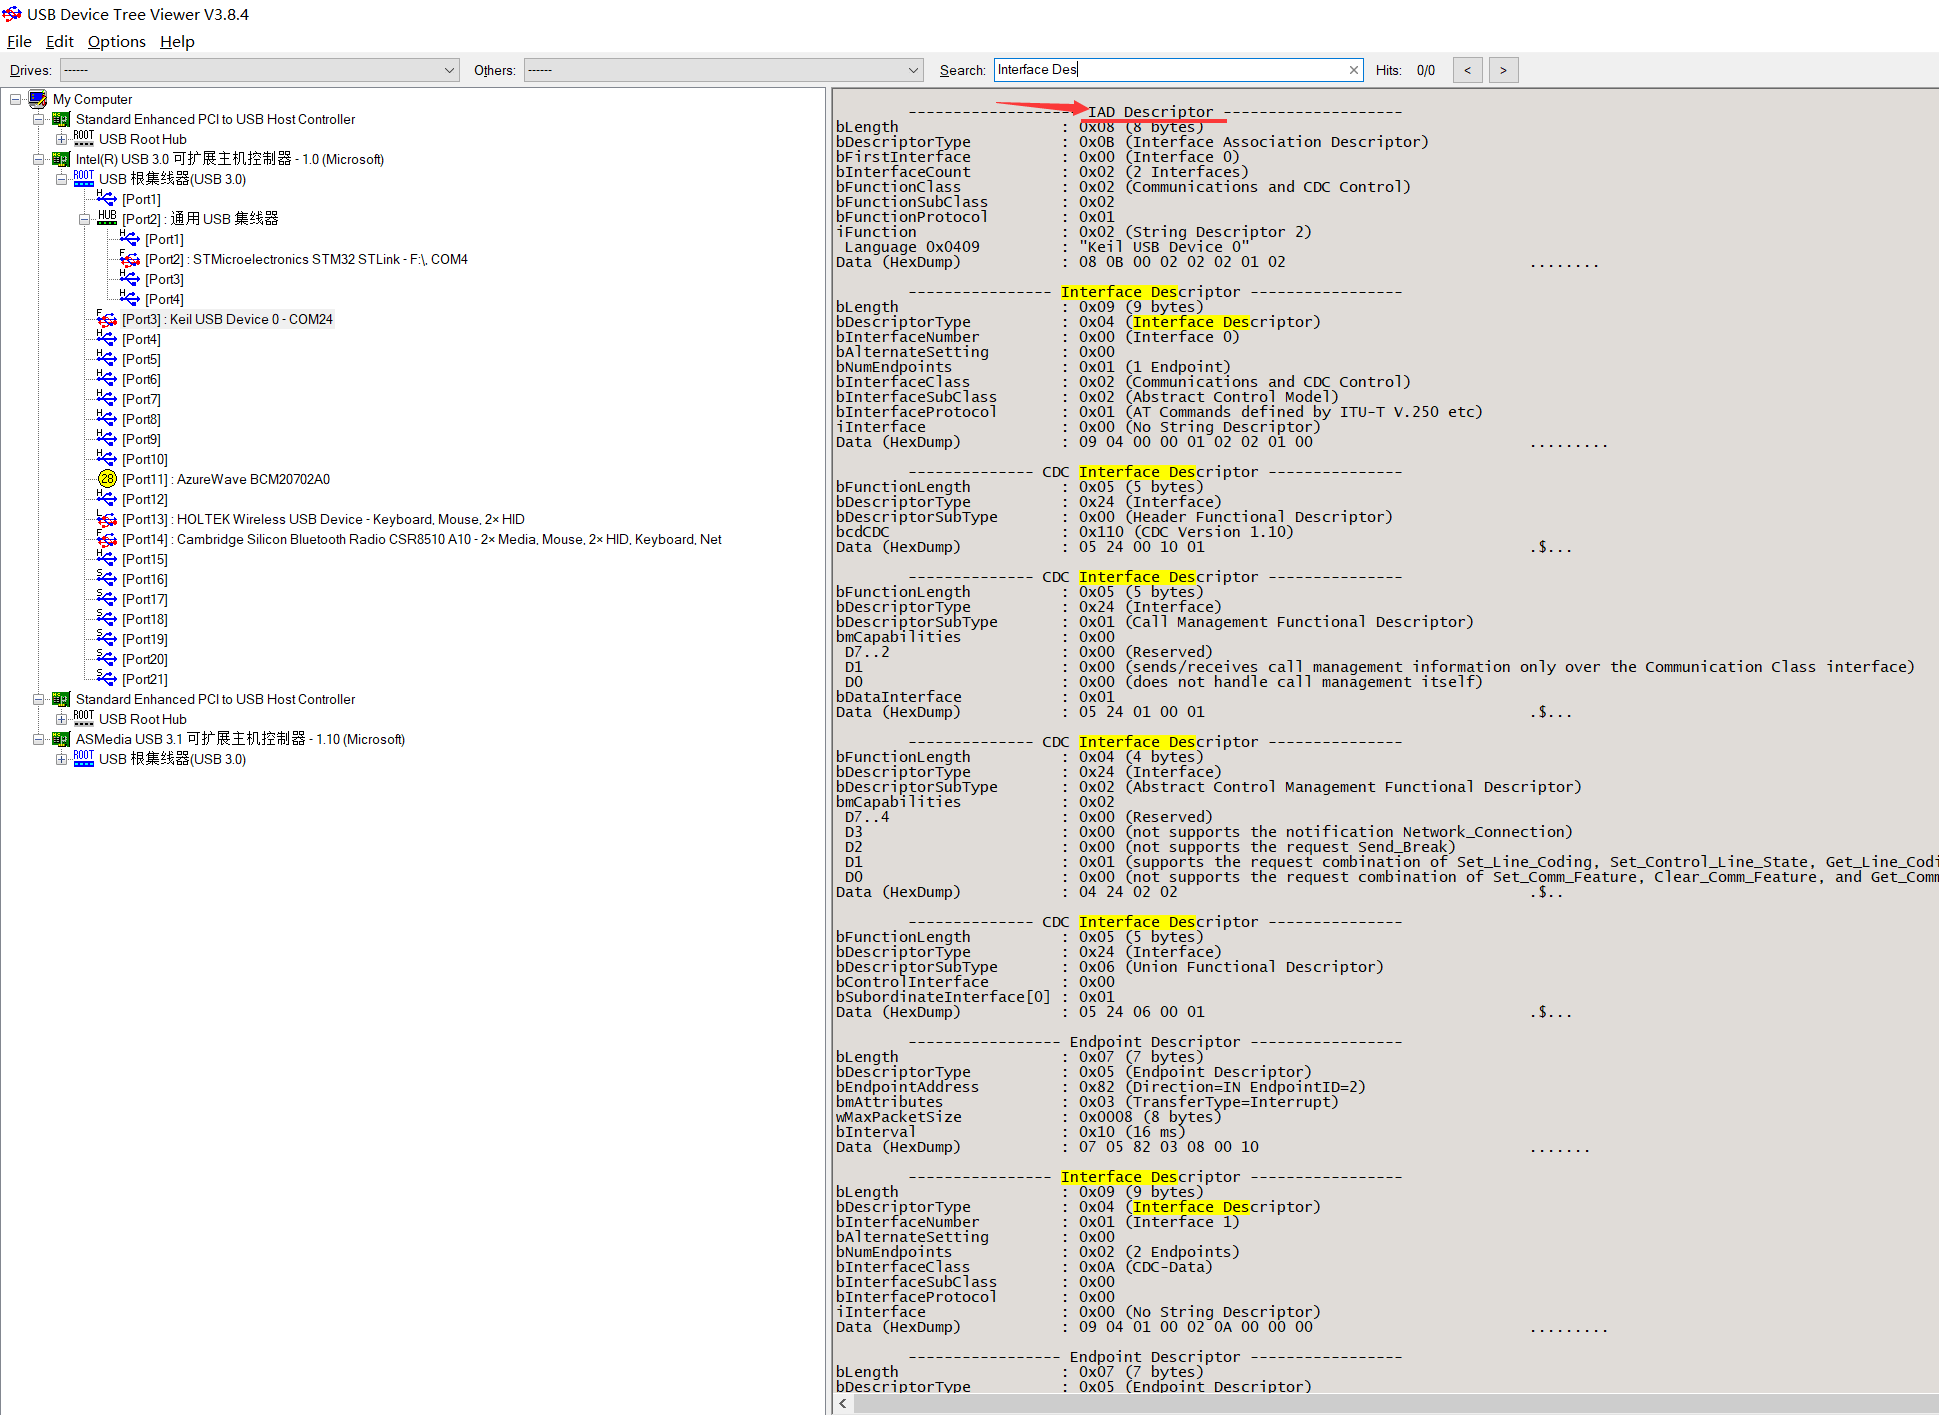 USB Device Tree Viewer V3.8.4
File Edit Options Help
Drives: ------ Others: ------ Search: Interface Des Hits: 0/0 < >
My Computer
Standard Enhanced PCI to USB Host Controller
USB Root Hub
Intel(R) USB 3.0 可扩展主机控制器 - 1.0 (Microsoft)
USB 根集线器(USB 3.0)
[Port1]
[Port2] : 通用 USB 集线器
[Port1]
[Port2] : STMicroelectronics STM32 STLink - F:\, COM4
[Port3]
[Port4]
[Port3] : Keil USB Device 0 - COM24
[Port4]
[Port5]
[Port6]
[Port7]
[Port8]
[Port9]
[Port10]
[Port11] : AzureWave BCM20702A0
[Port12]
[Port13] : HOLTEK Wireless USB Device - Keyboard, Mouse, 2× HID
[Port14] : Cambridge Silicon Bluetooth Radio CSR8510 A10 - 2× Media, Mouse, 2× HID, Keyboard, Net
[Port15]
[Port16]
[Port17]
[Port18]
[Port19]
[Port20]
[Port21]
Standard Enhanced PCI to USB Host Controller
USB Root Hub
ASMedia USB 3.1 可扩展主机控制器 - 1.10 (Microsoft)
USB 根集线器(USB 3.0)
------------------ IAD Descriptor --------------------
bLength : 0x08 (8 bytes)
bDescriptorType : 0x0B (Interface Association Descriptor)
bFirstInterface : 0x00 (Interface 0)
bInterfaceCount : 0x02 (2 Interfaces)
bFunctionClass : 0x02 (Communications and CDC Control)
bFunctionSubClass : 0x02
bFunctionProtocol : 0x01
iFunction : 0x02 (String Descriptor 2)
Language 0x0409 : "Keil USB Device 0"
Data (HexDump) : 08 0B 00 02 02 02 01 02 ........
---------------- Interface Descriptor -----------------
bLength : 0x09 (9 bytes)
bDescriptorType : 0x04 (Interface Descriptor)
bInterfaceNumber : 0x00 (Interface 0)
bAlternateSetting : 0x00
bNumEndpoints : 0x01 (1 Endpoint)
bInterfaceClass : 0x02 (Communications and CDC Control)
bInterfaceSubClass : 0x02 (Abstract Control Model)
bInterfaceProtocol : 0x01 (AT Commands defined by ITU-T V.250 etc)
iInterface : 0x00 (No String Descriptor)
Data (HexDump) : 09 04 00 00 01 02 02 01 00 .........
-------------- CDC Interface Descriptor ---------------
bFunctionLength : 0x05 (5 bytes)
bDescriptorType : 0x24 (Interface)
bDescriptorSubType : 0x00 (Header Functional Descriptor)
bcdCDC : 0x110 (CDC Version 1.10)
Data (HexDump) : 05 24 00 10 01 .$...
-------------- CDC Interface Descriptor ---------------
bFunctionLength : 0x05 (5 bytes)
bDescriptorType : 0x24 (Interface)
bDescriptorSubType : 0x01 (Call Management Functional Descriptor)
bmCapabilities : 0x00
D7..2 : 0x00 (Reserved)
D1 : 0x00 (sends/receives call management information only over the Communication Class interface)
D0 : 0x00 (does not handle call management itself)
bDataInterface : 0x01
Data (HexDump) : 05 24 01 00 01 .$...
-------------- CDC Interface Descriptor ---------------
bFunctionLength : 0x04 (4 bytes)
bDescriptorType : 0x24 (Interface)
bDescriptorSubType : 0x02 (Abstract Control Management Functional Descriptor)
bmCapabilities : 0x02
D7..4 : 0x00 (Reserved)
D3 : 0x00 (not supports the notification Network_Connection)
D2 : 0x00 (not supports the request Send_Break)
D1 : 0x01 (supports the request combination of Set_Line_Coding, Set_Control_Line_State, Get_Line_Codi
D0 : 0x00 (not supports the request combination of Set_Comm_Feature, Clear_Comm_Feature, and Get_Comm
Data (HexDump) : 04 24 02 02 .$..
-------------- CDC Interface Descriptor ---------------
bFunctionLength : 0x05 (5 bytes)
bDescriptorType : 0x24 (Interface)
bDescriptorSubType : 0x06 (Union Functional Descriptor)
bControlInterface : 0x00
bSubordinateInterface[0] : 0x01
Data (HexDump) : 05 24 06 00 01 .$...
----------------- Endpoint Descriptor -----------------
bLength : 0x07 (7 bytes)
bDescriptorType : 0x05 (Endpoint Descriptor)
bEndpointAddress : 0x82 (Direction=IN EndpointID=2)
bmAttributes : 0x03 (TransferType=Interrupt)
wMaxPacketSize : 0x0008 (8 bytes)
bInterval : 0x10 (16 ms)
Data (HexDump) : 07 05 82 03 08 00 10 .......
---------------- Interface Descriptor -----------------
bLength : 0x09 (9 bytes)
bDescriptorType : 0x04 (Interface Descriptor)
bInterfaceNumber : 0x01 (Interface 1)
bAlternateSetting : 0x00
bNumEndpoints : 0x02 (2 Endpoints)
bInterfaceClass : 0x0A (CDC-Data)
bInterfaceSubClass : 0x00
bInterfaceProtocol : 0x00
iInterface : 0x00 (No String Descriptor)
Data (HexDump) : 09 04 01 00 02 0A 00 00 00 .........
----------------- Endpoint Descriptor -----------------
bLength : 0x07 (7 bytes)
bDescriptorType : 0x05 (Endpoint Descriptor)